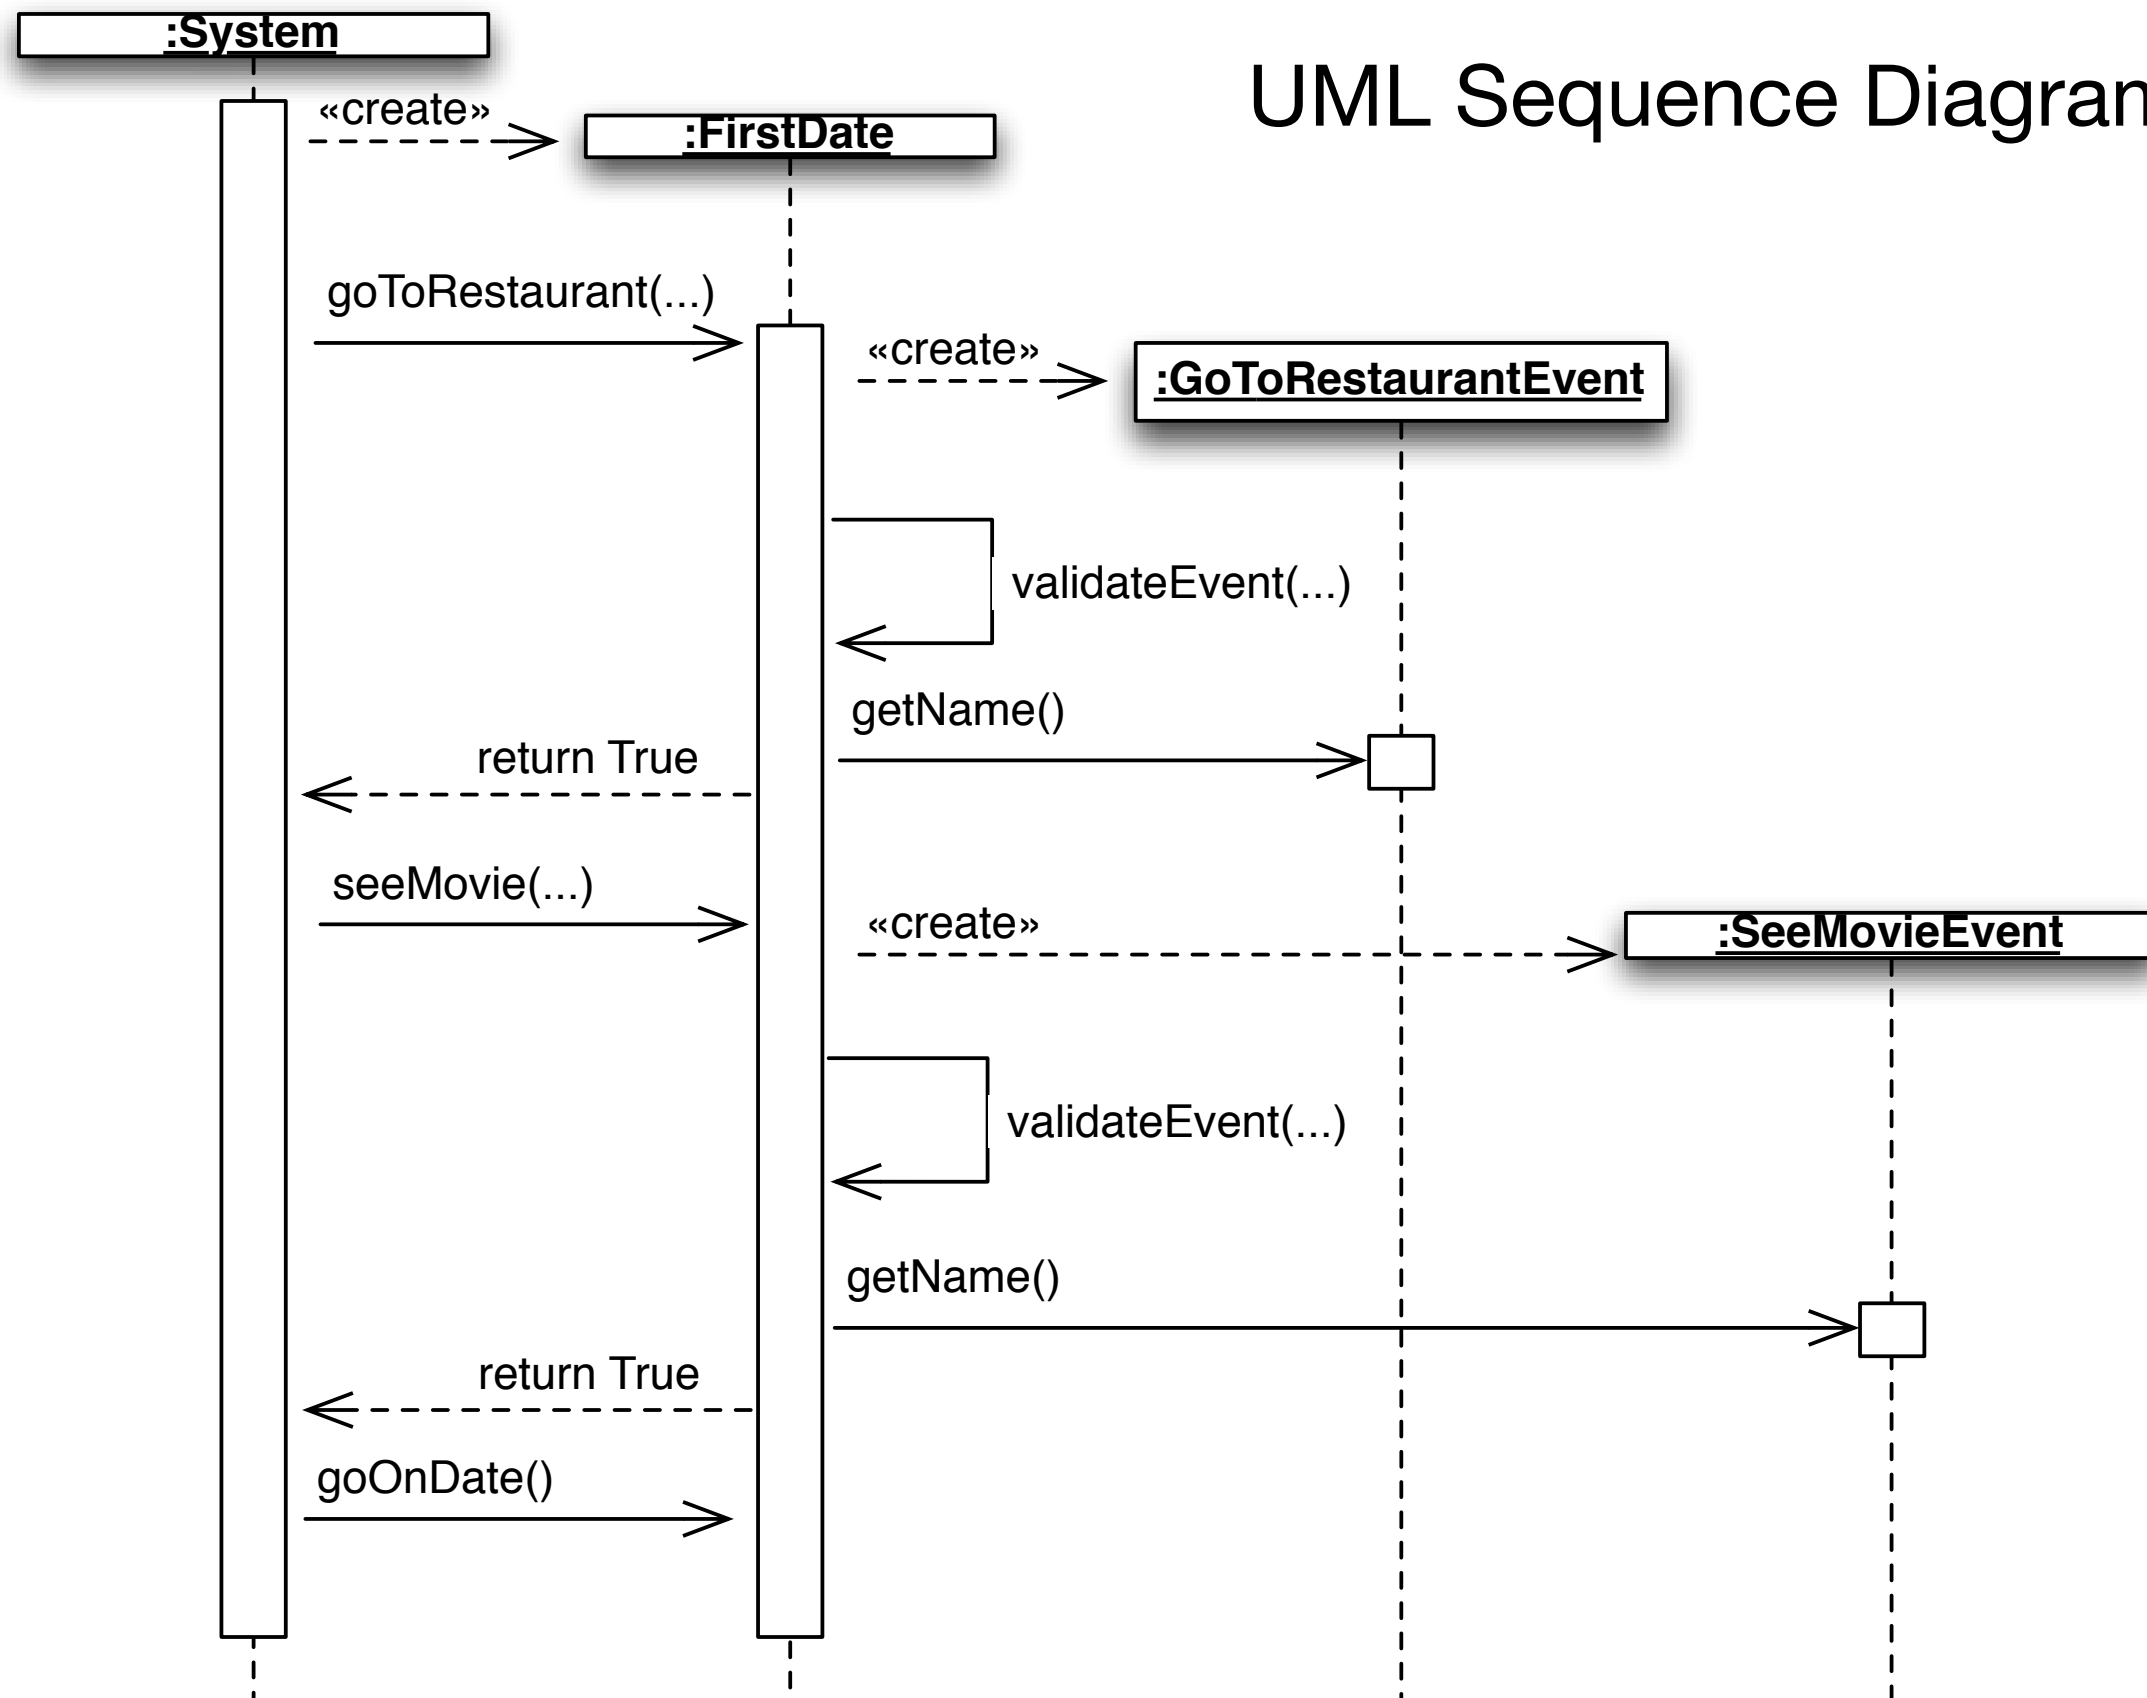 :System
UML Sequence Diagram
«create»
:FirstDate
goToRestaurant(...)
«create»
:GoToRestaurantEvent
validateEvent(...)
getName()
return True
seeMovie(...)
«create»
:SeeMovieEvent
validateEvent(...)
getName()
return True
goOnDate()